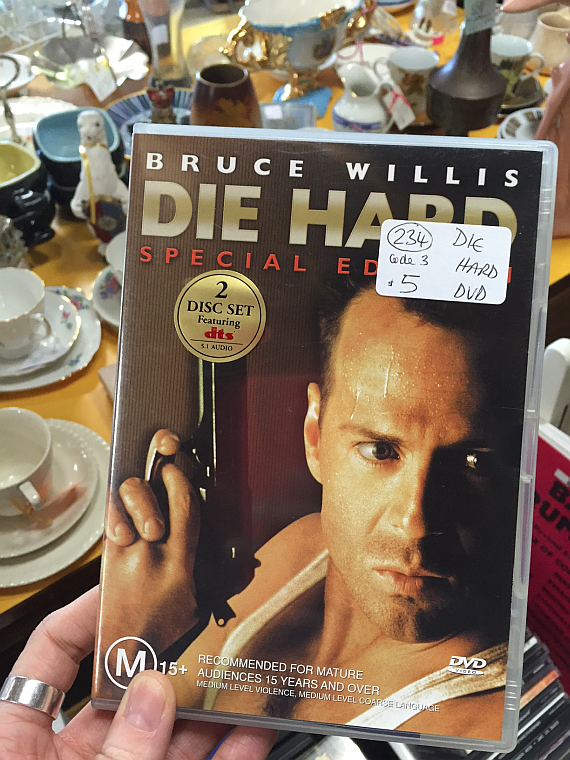 BRUCE WILLIS
DIE HARD
SPECIAL ED
234
Code 3
$5
DIE
HARD
DVD
2
DISC SET
Featuring
dts
5.1 AUDIO
M 15+
RECOMMENDED FOR MATURE
AUDIENCES 15 YEARS AND OVER
MEDIUM LEVEL VIOLENCE, MEDIUM LEVEL COARSE LANGUAGE
DVD
VIDEO